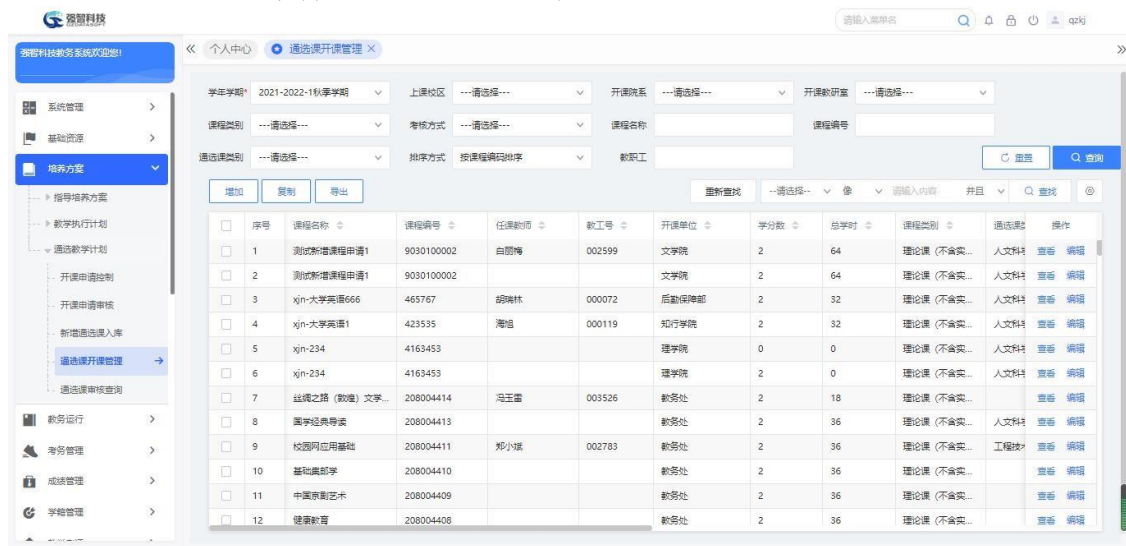 强智科技
请输入菜单名
qzkj
强智科技教务系统欢迎您!
个人中心 通选课开课管理
系统管理
基础资源
培养方案
指导培养方案
教学执行计划
通选教学计划
开课申请控制
开课申请审核
新增通选课入库
通选课开课管理
通选课审核查询
教务运行
考务管理
成绩管理
学籍管理
学年学期* 2021-2022-1秋季学期 上课校区 ---请选择--- 开课院系 ---请选择--- 开课教研室 ---请选择---
课程类别 ---请选择--- 考核方式 ---请选择--- 课程名称 课程编号
通选课类别 ---请选择--- 排序方式 按课程编码排序 教职工 重置 查询
增加 复制 导出 重新查找 --请选择-- 像 请输入内容 并且 查找
序号 课程名称 课程编号 任课教师 教工号 开课单位 学分数 总学时 课程类别 通选课类 操作
1 测试新增课程申请1 9030100002 白丽梅 002599 文学院 2 64 理论课（不含实... 人文科学 查看 编辑
2 测试新增课程申请1 9030100002 文学院 2 64 理论课（不含实... 人文科学 查看 编辑
3 xjn-大学英语666 465767 胡瑞林 000072 后勤保障部 2 32 理论课（不含实... 人文科学 查看 编辑
4 xjn-大学英语1 423535 海旭 000119 知行学院 2 32 理论课（不含实... 人文科学 查看 编辑
5 xjn-234 4163453 理学院 0 0 理论课（不含实... 人文科学 查看 编辑
6 xjn-234 4163453 理学院 2 0 理论课（不含实... 人文科学 查看 编辑
7 丝绸之路（敦煌）文学... 208004414 冯玉雷 003526 教务处 2 18 理论课（不含实... 查看 编辑
8 国学经典导读 208004413 教务处 2 36 理论课（不含实... 人文科学 查看 编辑
9 校园网应用基础 208004411 郑小斌 002783 教务处 2 36 理论课（不含实... 工程技术 查看 编辑
10 基础集邮学 208004410 教务处 2 36 理论课（不含实... 查看 编辑
11 中国京剧艺术 208004409 教务处 2 36 理论课（不含实... 查看 编辑
12 健康教育 208004408 教务处 2 36 理论课（不含实... 查看 编辑